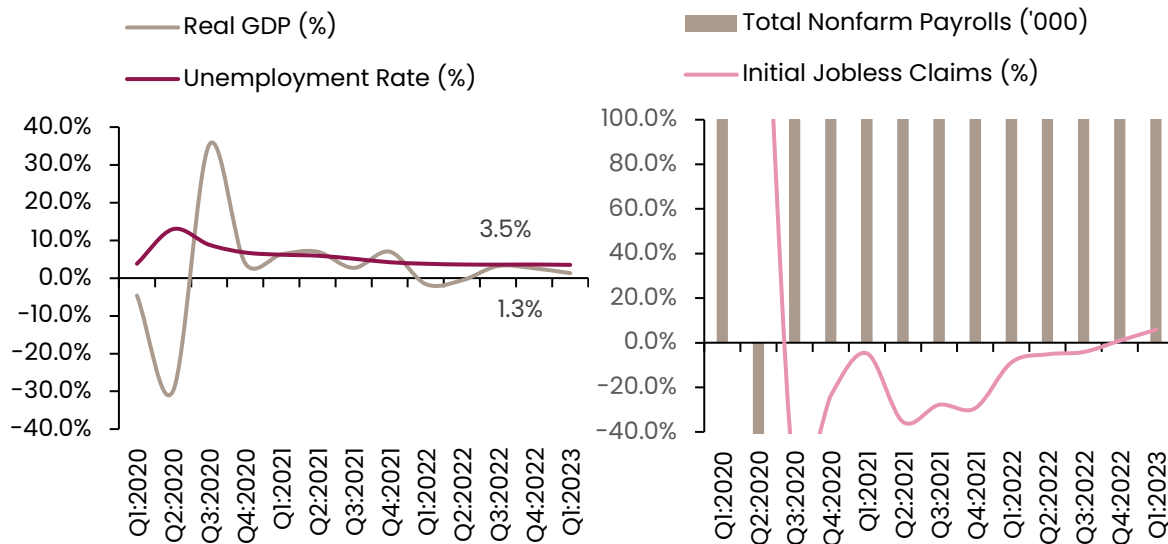 Real GDP (%)
Unemployment Rate (%)
40.0%
30.0%
20.0%
10.0%
0.0%
−10.0%
−20.0%
−30.0%
−40.0%
3.5%
1.3%
Q1:2020
Q2:2020
Q3:2020
Q4:2020
Q1:2021
Q2:2021
Q3:2021
Q4:2021
Q1:2022
Q2:2022
Q3:2022
Q4:2022
Q1:2023
Total Nonfarm Payrolls ('000)
Initial Jobless Claims (%)
100.0%
80.0%
60.0%
40.0%
20.0%
0.0%
−20.0%
−40.0%
Q1:2020
Q2:2020
Q3:2020
Q4:2020
Q1:2021
Q2:2021
Q3:2021
Q4:2021
Q1:2022
Q2:2022
Q3:2022
Q4:2022
Q1:2023